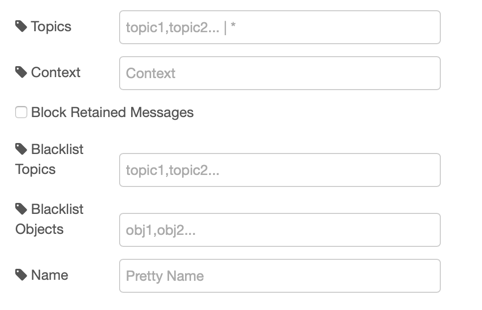 Topics
topic1,topic2... | *
Context
Context
Block Retained Messages
Blacklist
Topics
topic1,topic2...
Blacklist
Objects
obj1,obj2...
Name
Pretty Name